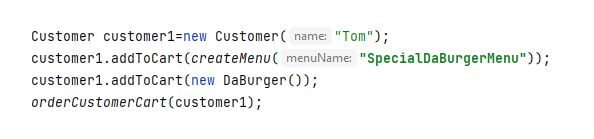 Customer customer1=new Customer( name: "Tom");
customer1.addToCart(createMenu( menuName: "SpecialDaBurgerMenu"));
customer1.addToCart(new DaBurger());
orderCustomerCart(customer1);